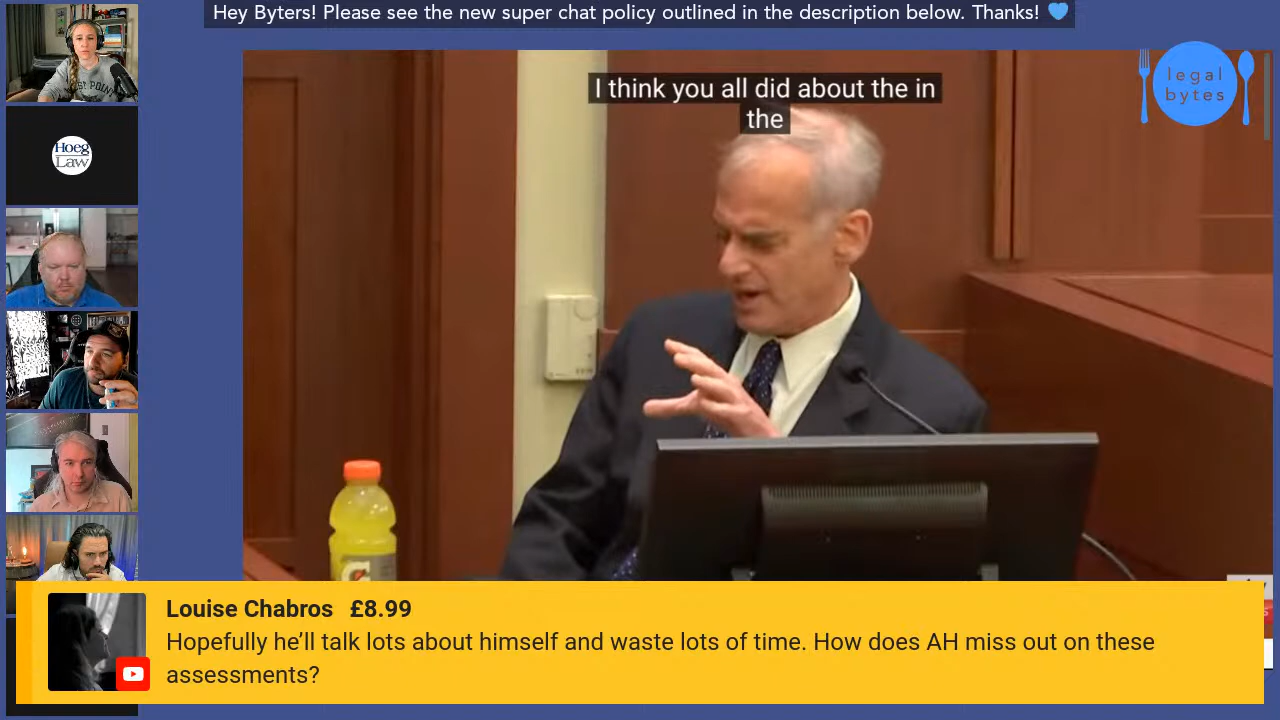 Hey Byters! Please see the new super chat policy outlined in the description below. Thanks! 💙
legal
bytes
I think you all did about the in
the
Hoeg
Law
Louise Chabros £8.99
Hopefully he’ll talk lots about himself and waste lots of time. How does AH miss out on these
assessments?